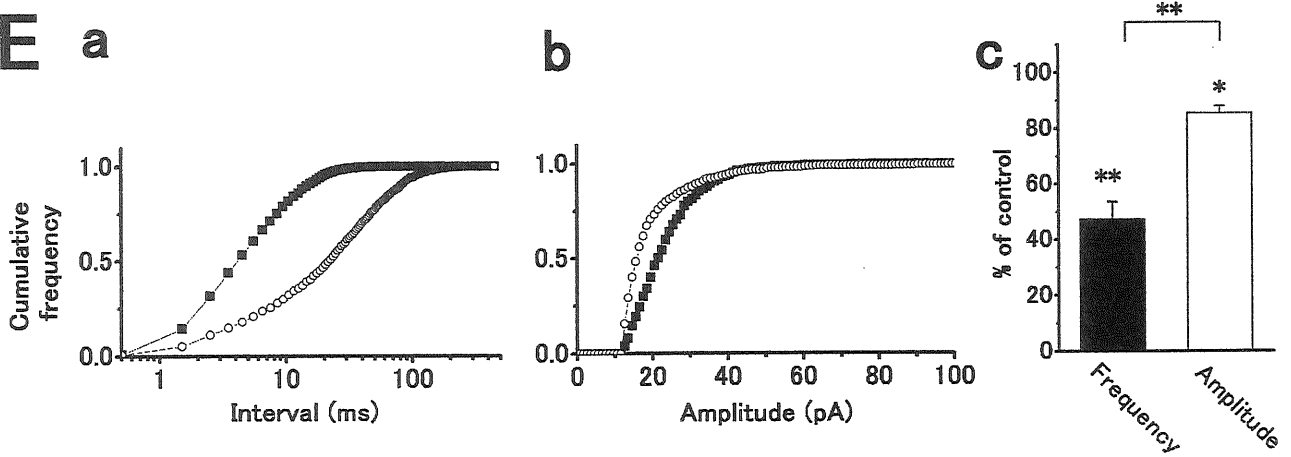 E
a
1.0
0.5
0.0
Cumulative
frequency
1 10 100
Interval (ms)
b
1.0
0.5
0.0
0 20 40 60 80 100
Amplitude (pA)
c
**
100
80
60
40
20
0
% of control
**
*
Frequency
Amplitude